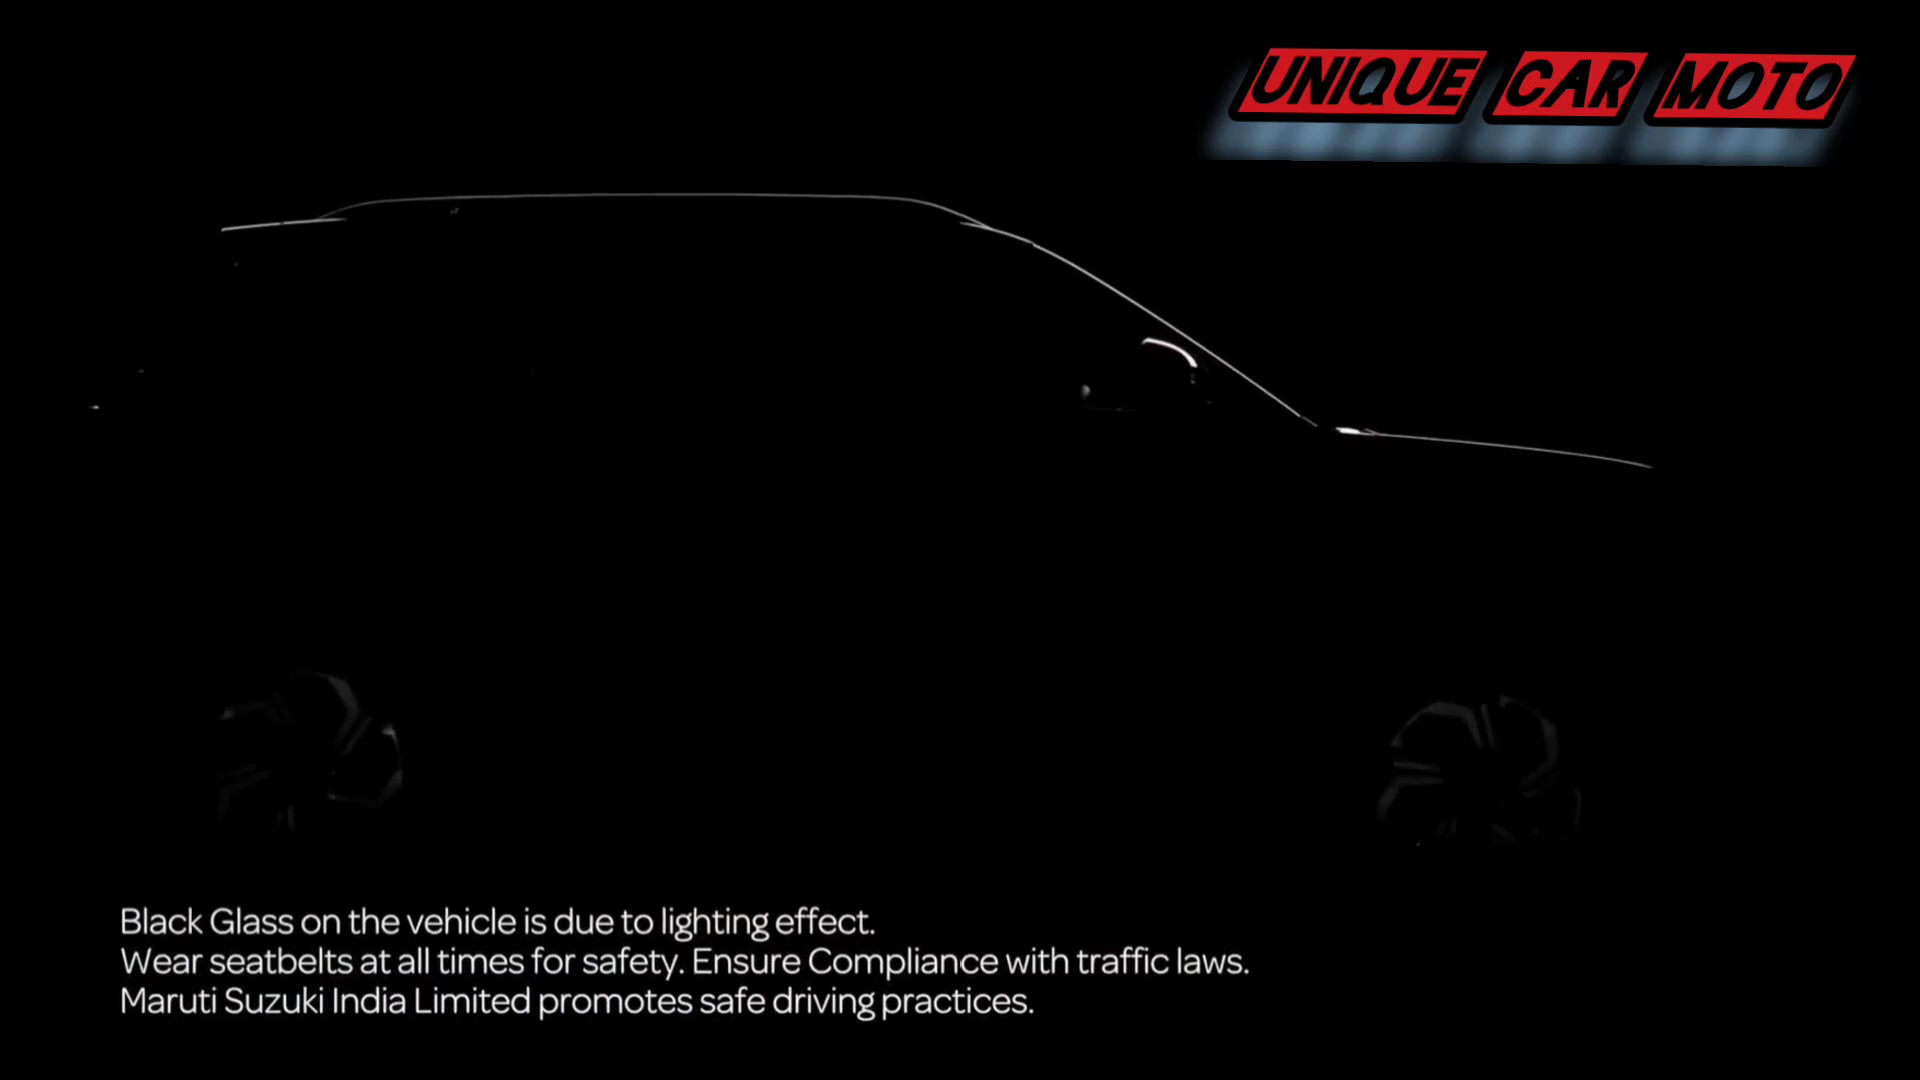 UNIQUE CAR MOTO
Black Glass on the vehicle is due to lighting effect.
Wear seatbelts at all times for safety. Ensure Compliance with traffic laws.
Maruti Suzuki India Limited promotes safe driving practices.